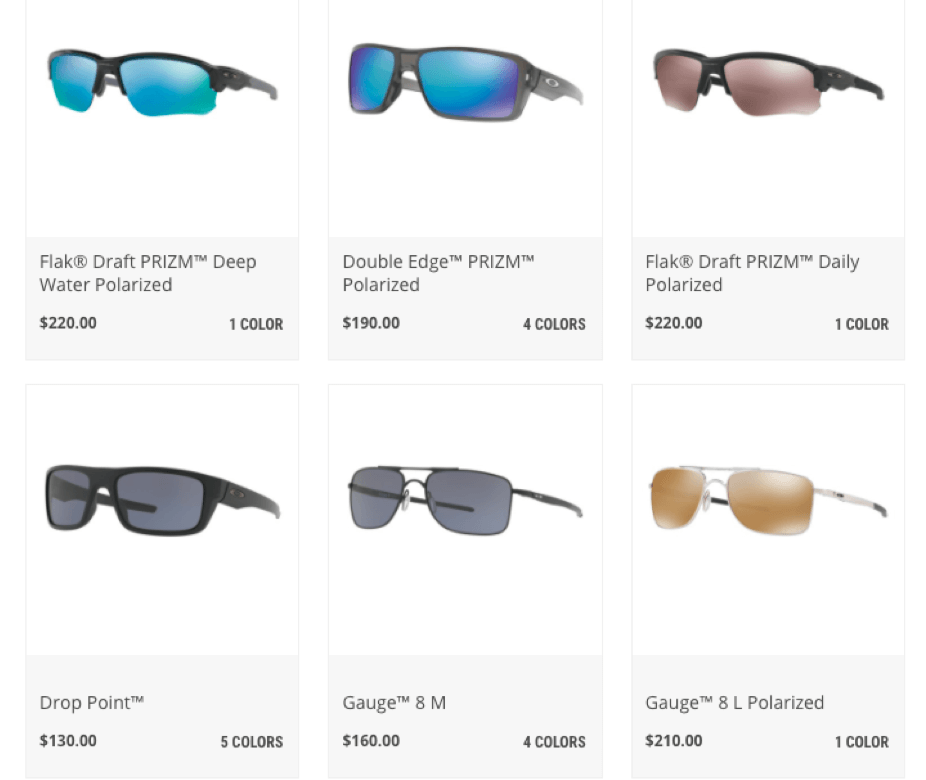 Flak® Draft PRIZM™ Deep
Water Polarized
$220.00
1 COLOR
Double Edge™ PRIZM™
Polarized
$190.00
4 COLORS
Flak® Draft PRIZM™ Daily
Polarized
$220.00
1 COLOR
Drop Point™
$130.00
5 COLORS
Gauge™ 8 M
$160.00
4 COLORS
Gauge™ 8 L Polarized
$210.00
1 COLOR